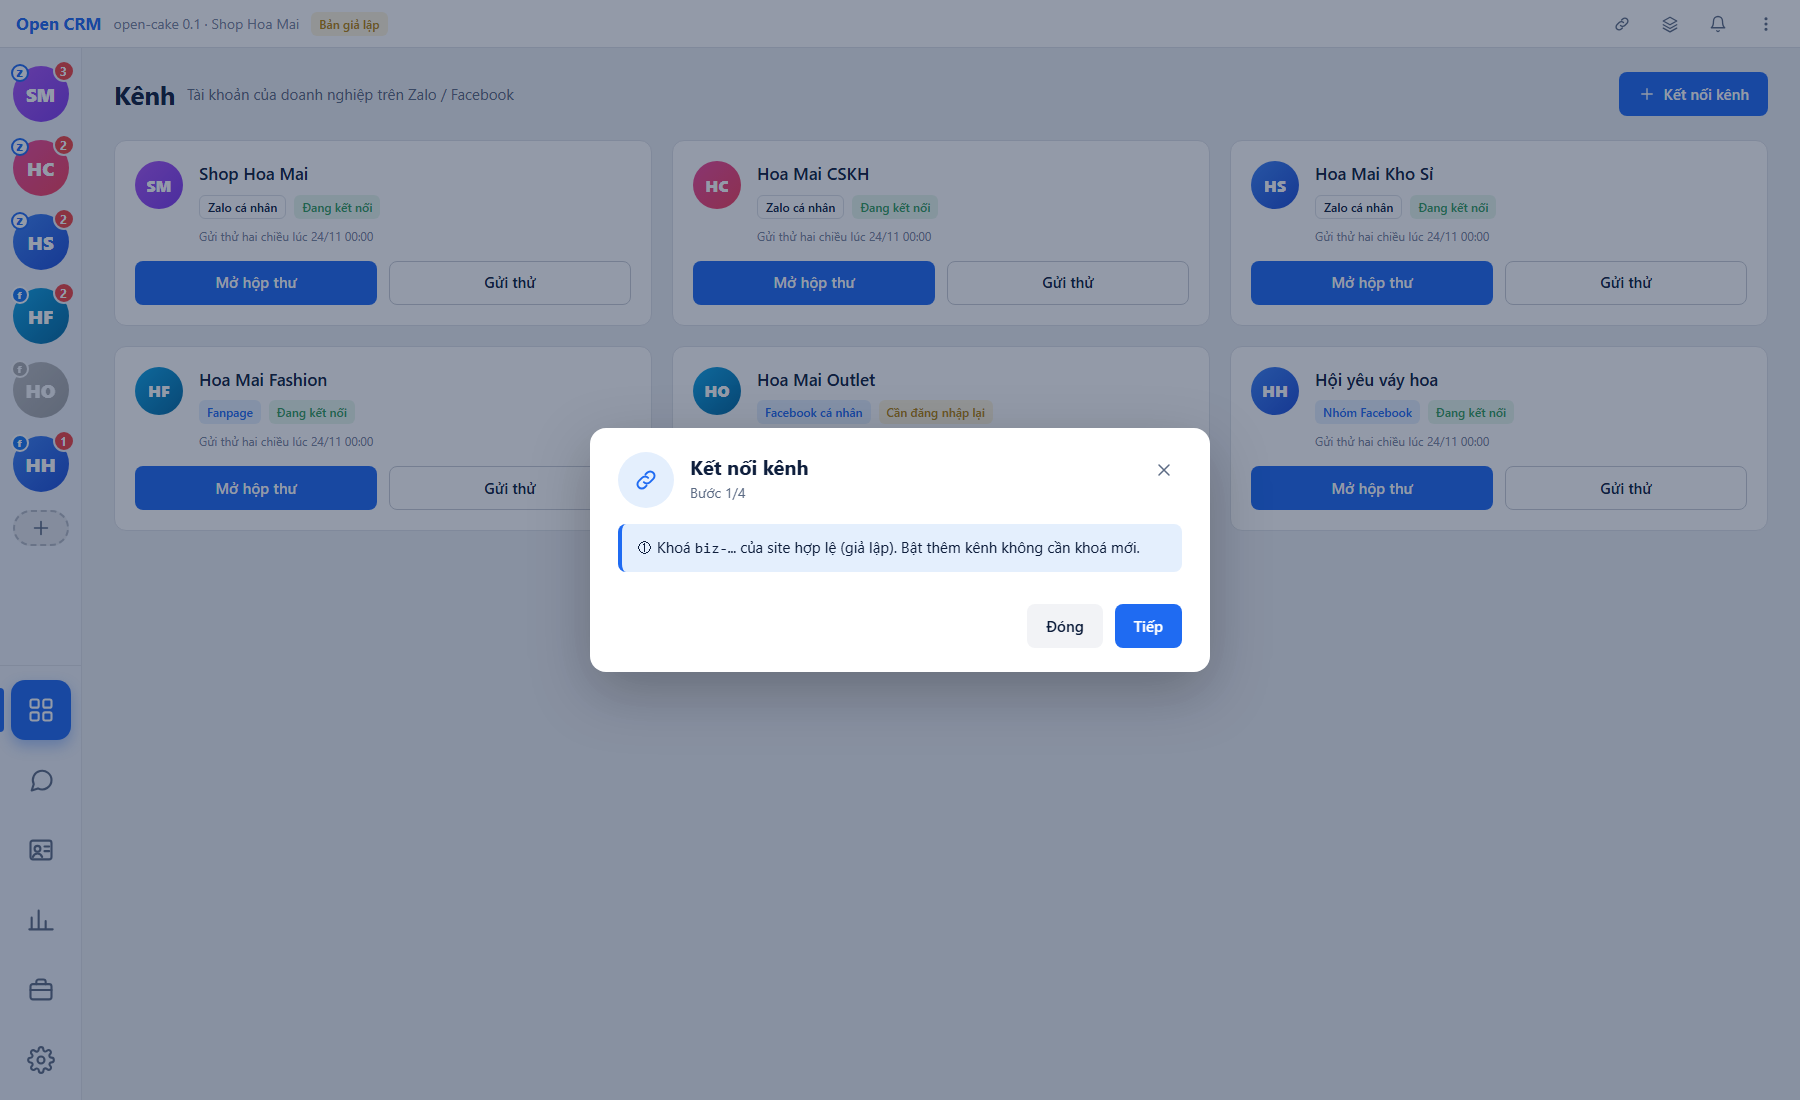 Open CRM open-cake 0.1 · Shop Hoa Mai Bản giả lập
z 3
SM
z 2
HC
z 2
HS
f 2
HF
f
HO
f 1
HH
Kênh Tài khoản của doanh nghiệp trên Zalo / Facebook
Kết nối kênh
SM Shop Hoa Mai
Zalo cá nhân Đang kết nối
Gửi thử hai chiều lúc 24/11 00:00
Mở hộp thư Gửi thử
HC Hoa Mai CSKH
Zalo cá nhân Đang kết nối
Gửi thử hai chiều lúc 24/11 00:00
Mở hộp thư Gửi thử
HS Hoa Mai Kho Sỉ
Zalo cá nhân Đang kết nối
Gửi thử hai chiều lúc 24/11 00:00
Mở hộp thư Gửi thử
HF Hoa Mai Fashion
Fanpage Đang kết nối
Gửi thử hai chiều lúc 24/11 00:00
Mở hộp thư Gửi thử
HO Hoa Mai Outlet
Facebook cá nhân Cần đăng nhập lại
HH Hội yêu váy hoa
Nhóm Facebook Đang kết nối
Gửi thử hai chiều lúc 24/11 00:00
Mở hộp thư Gửi thử
Kết nối kênh
Bước 1/4
① Khoá biz-… của site hợp lệ (giả lập). Bật thêm kênh không cần khoá mới.
Đóng Tiếp